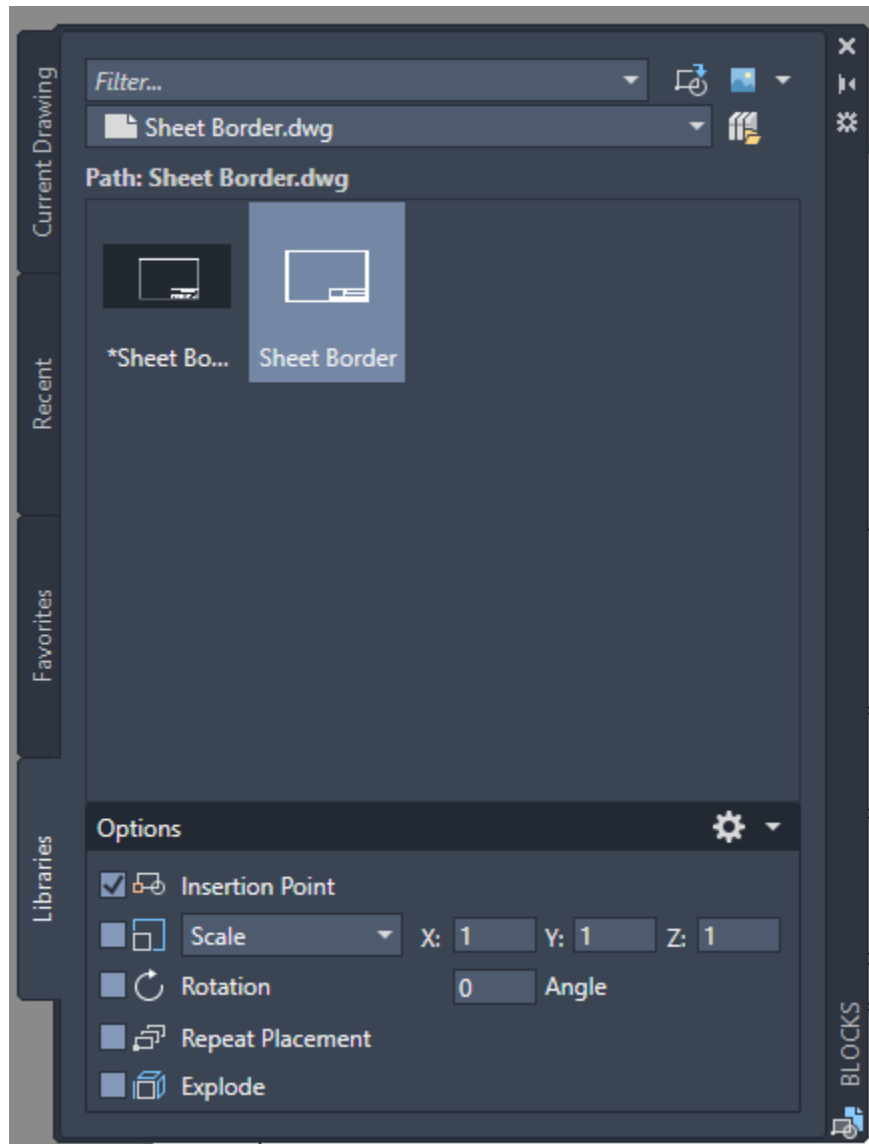 Filter...
Sheet Border.dwg
Path: Sheet Border.dwg
*Sheet Bo...
Sheet Border
Options
Insertion Point
Scale X: 1 Y: 1 Z: 1
Rotation 0 Angle
Repeat Placement
Explode
Current Drawing
Recent
Favorites
Libraries
BLOCKS